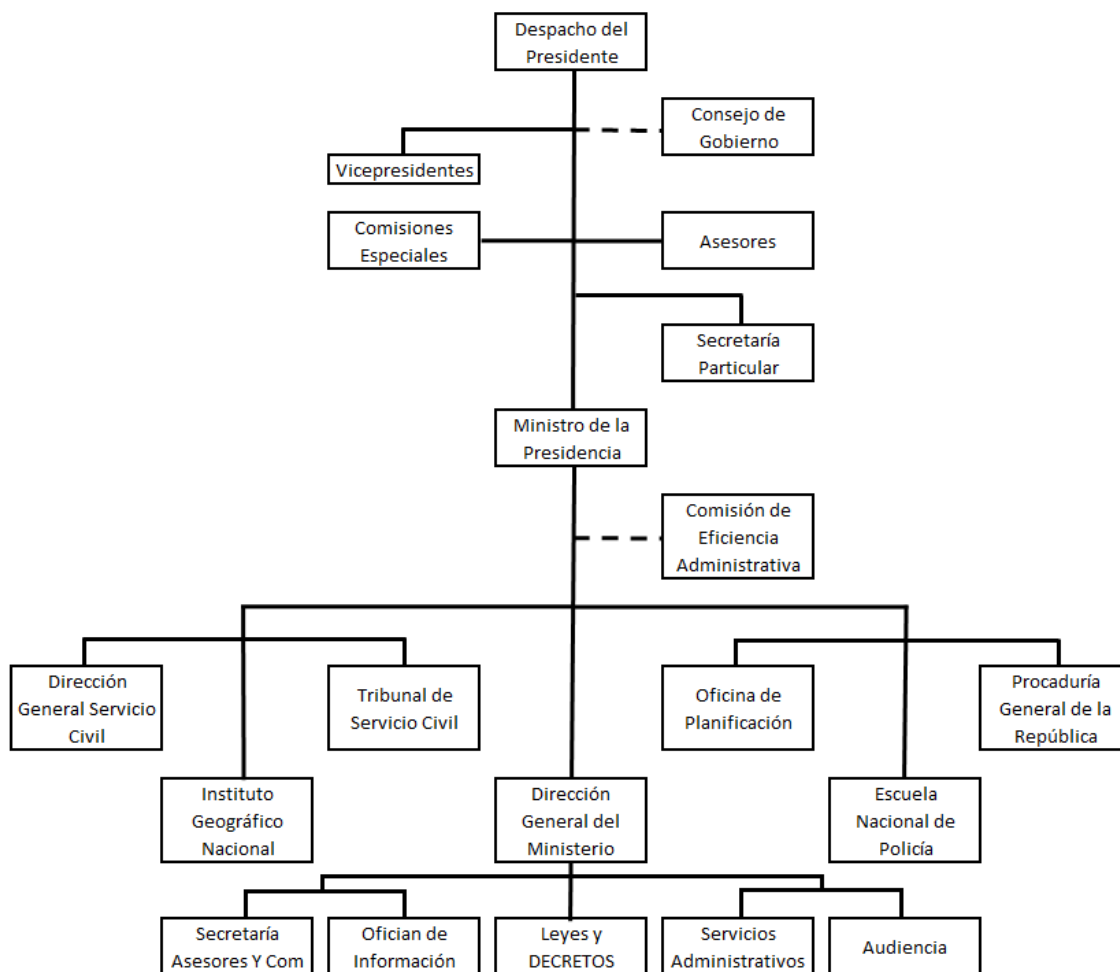 Despacho del
Presidente
Consejo de
Gobierno
Vicepresidentes
Comisiones
Especiales
Asesores
Secretaría
Particular
Ministro de la
Presidencia
Comisión de
Eficiencia
Administrativa
Dirección
General Servicio
Civil
Tribunal de
Servicio Civil
Oficina de
Planificación
Procaduría
General de la
República
Instituto
Geográfico
Nacional
Dirección
General del
Ministerio
Escuela
Nacional de
Policía
Secretaría
Asesores Y Com
Ofician de
Información
Leyes y
DECRETOS
Servicios
Administrativos
Audiencia